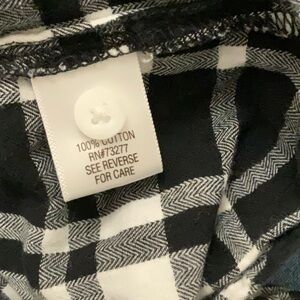 100% COTTON
RN#73277
SEE REVERSE
FOR CARE